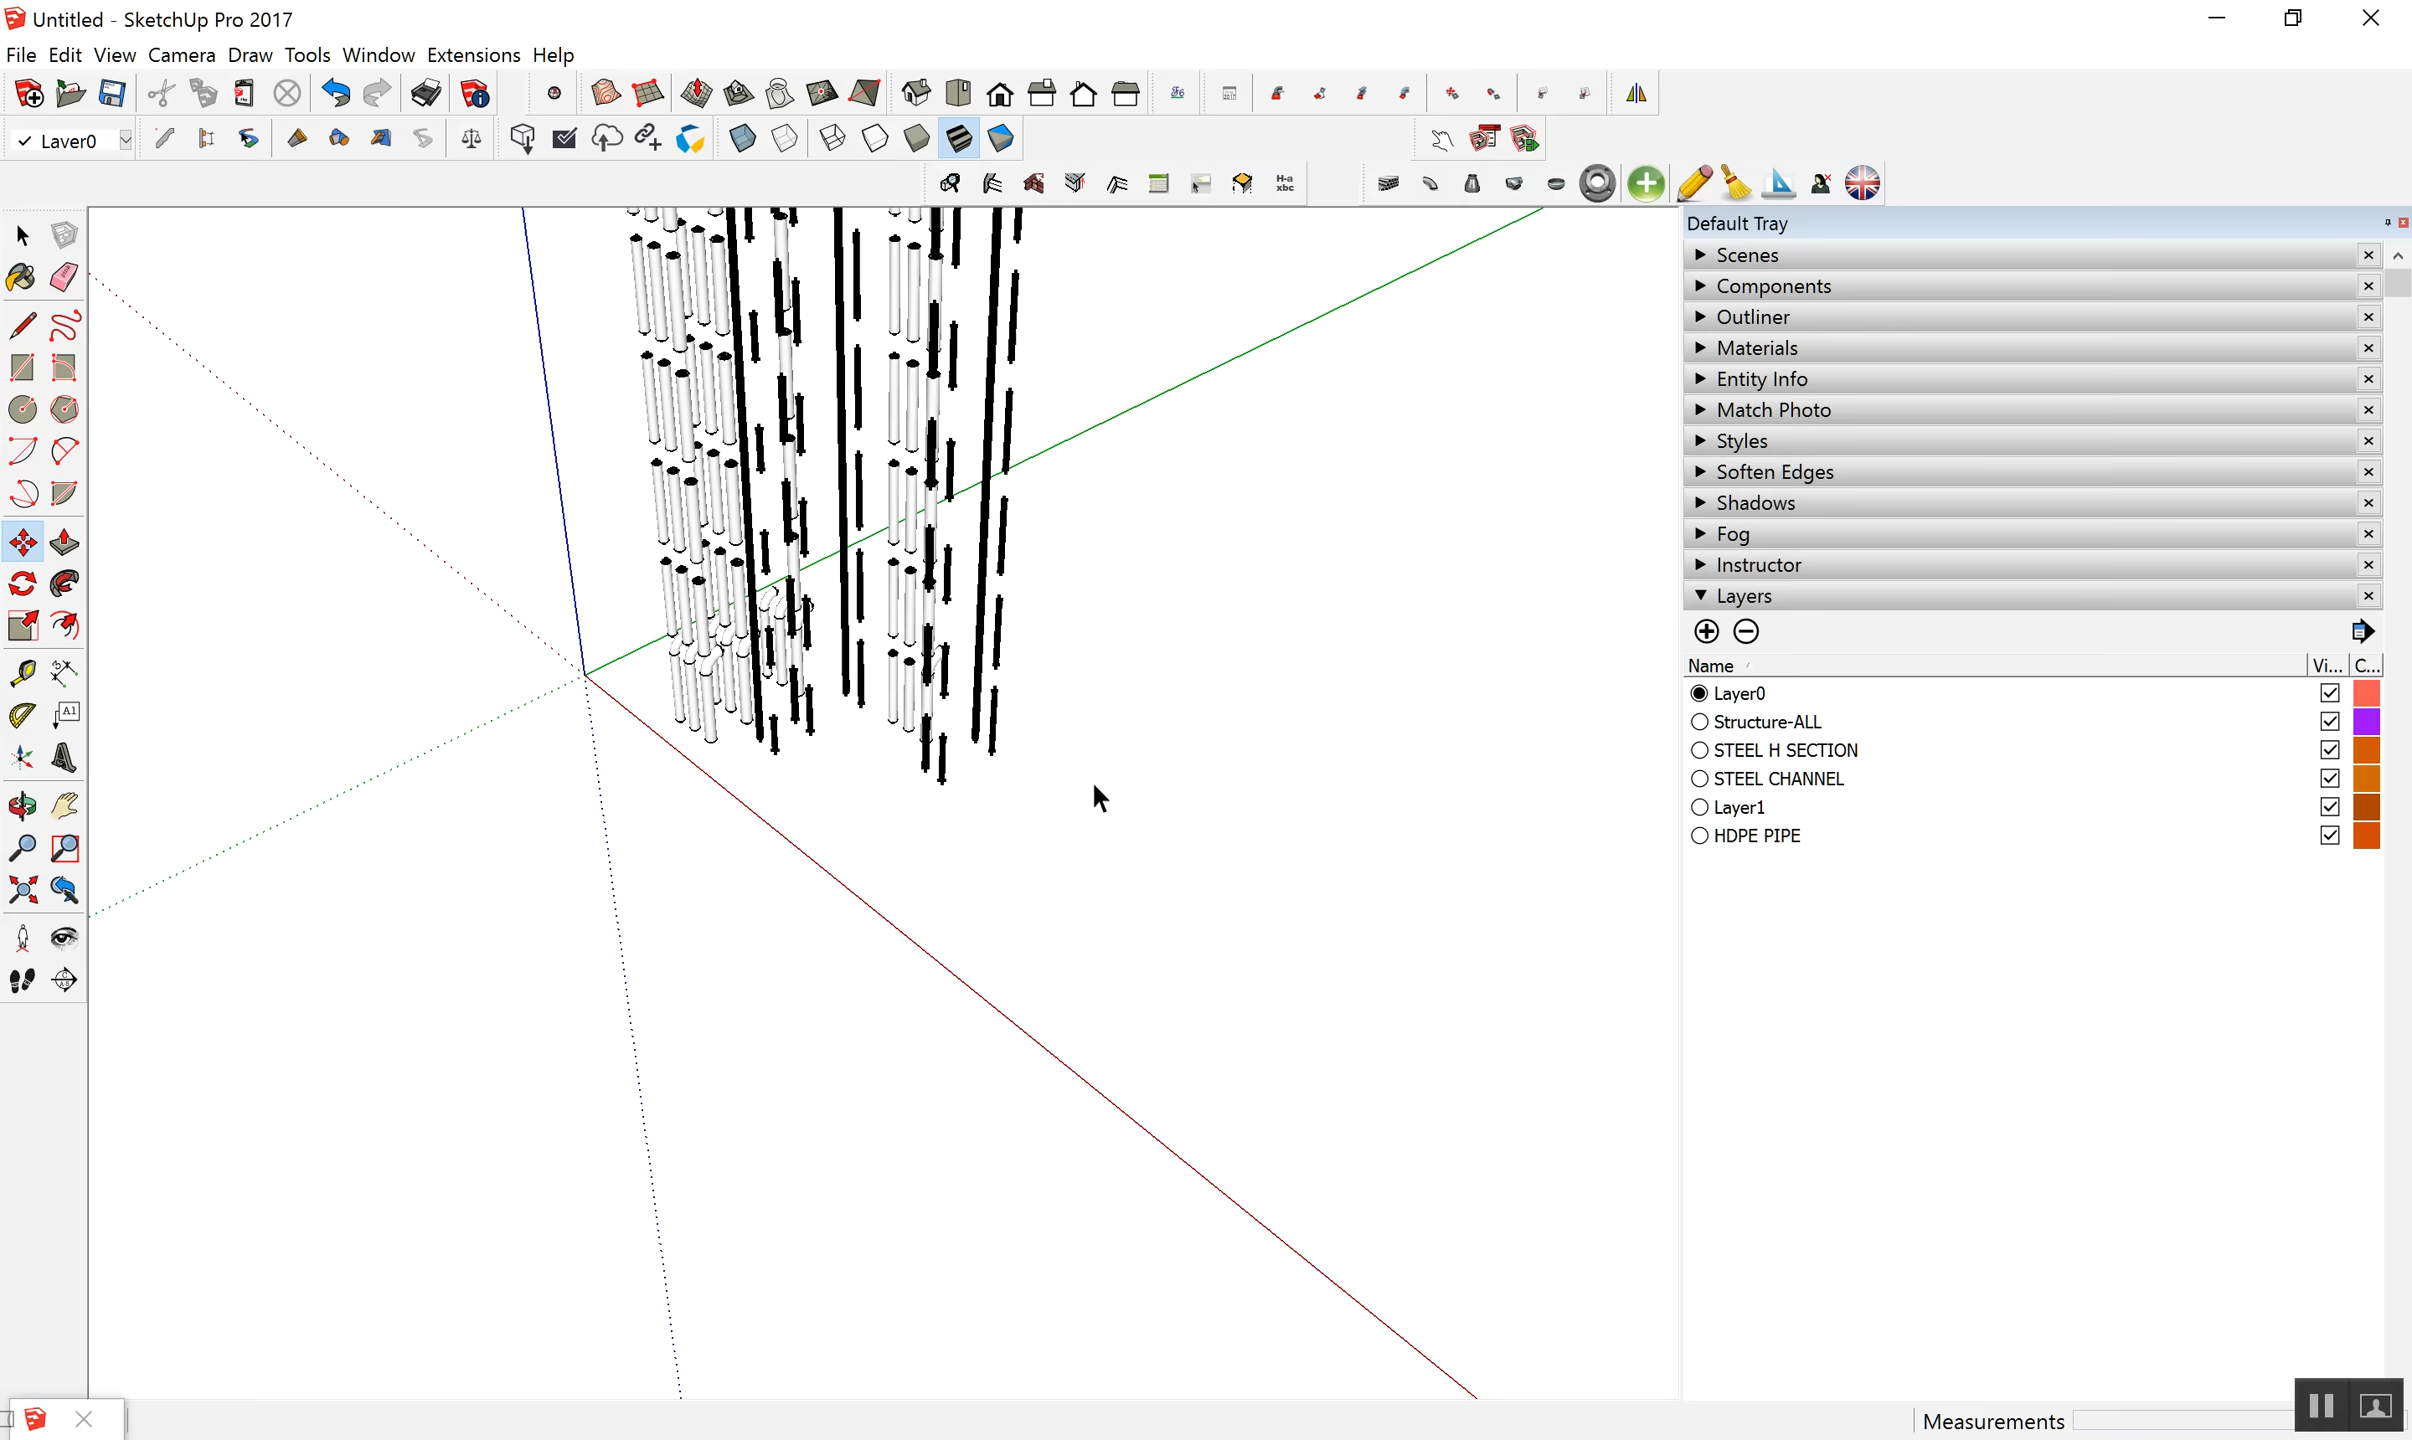 Untitled - SketchUp Pro 2017
File Edit View Camera Draw Tools Window Extensions Help
Layer0
H-a
xbc
Default Tray
Scenes
Components
Outliner
Materials
Entity Info
Match Photo
Styles
Soften Edges
Shadows
Fog
Instructor
Layers
Name Vi... C...
Layer0
Structure-ALL
STEEL H SECTION
STEEL CHANNEL
Layer1
HDPE PIPE
A1
Measurements